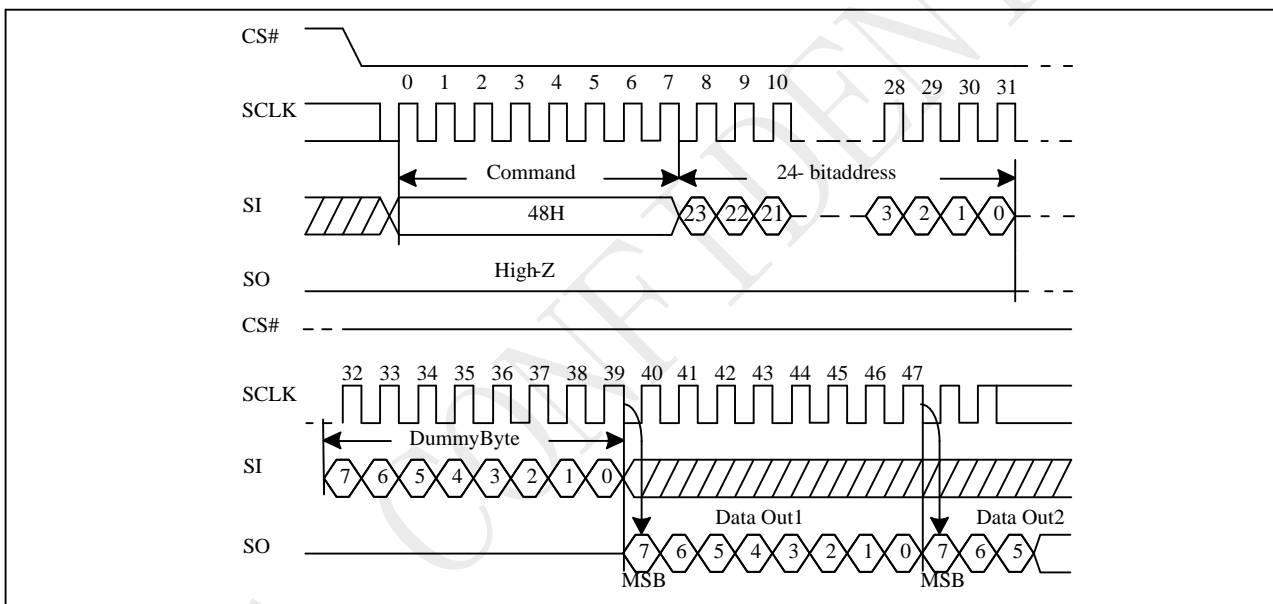 CS#
0 1 2 3 4 5 6 7 8 9 10 28 29 30 31
SCLK
Command 24- bitaddress
SI 48H 23 22 21 3 2 1 0
High-Z
SO
CS#
32 33 34 35 36 37 38 39 40 41 42 43 44 45 46 47
SCLK
DummyByte
SI 7 6 5 4 3 2 1 0
Data Out1 Data Out2
SO 7 6 5 4 3 2 1 0 7 6 5
MSB MSB